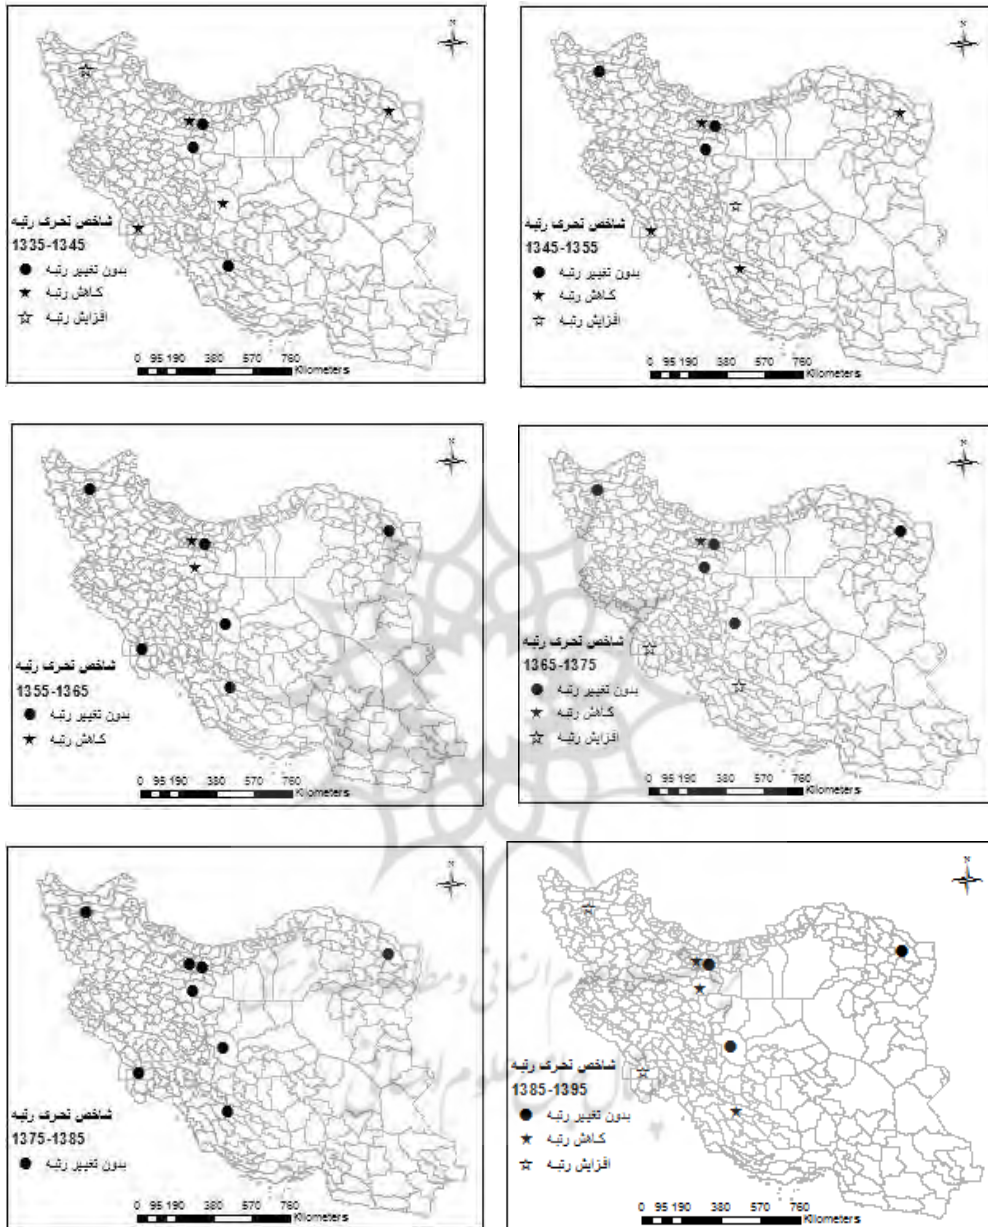 N
شاخص تحرک رتبه
1335-1345
بدون تغییر رتبه
کاهش رتبه
افزایش رتبه
0 95 190 380 570 760
Kilometers
N
شاخص تحرک رتبه
1345-1355
بدون تغییر رتبه
کاهش رتبه
افزایش رتبه
0 95 190 380 570 760
Kilometers
N
شاخص تحرک رتبه
1355-1365
بدون تغییر رتبه
کاهش رتبه
0 95 190 380 570 760
Kilometers
N
شاخص تحرک رتبه
1365-1375
بدون تغییر رتبه
کاهش رتبه
افزایش رتبه
0 95 190 380 570 760
Kilometers
N
شاخص تحرک رتبه
1375-1385
بدون تغییر رتبه
0 95 190 380 570 760
Kilometers
N
شاخص تحرک رتبه
1385-1395
بدون تغییر رتبه
کاهش رتبه
افزایش رتبه
0 95 190 380 570 760
Kilometers